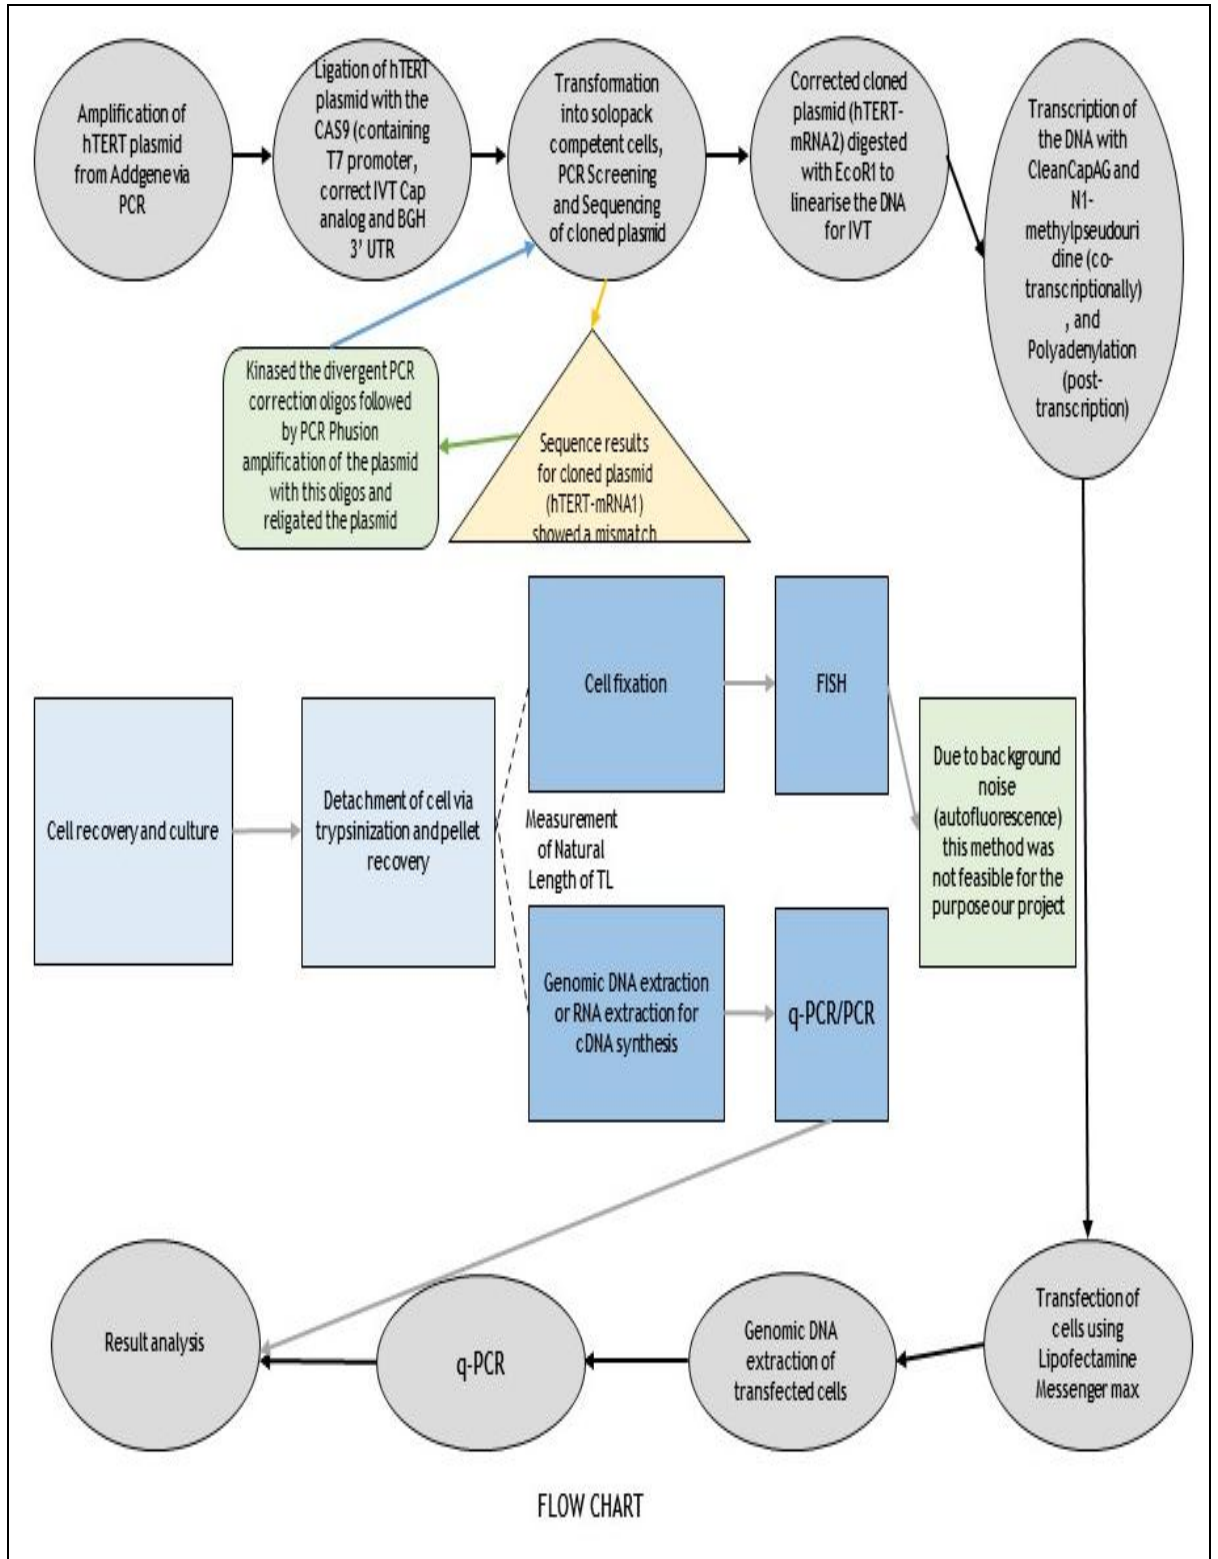 Amplification of
hTERT plasmid
from Addgene via
PCR
Ligation of hTERT
plasmid with the
CAS9 (containing
T7 promoter,
correct IVT Cap
analog and BGH
3' UTR
Transformation
into solopack
competent cells,
PCR Screening
and Sequencing
of cloned plasmid
Corrected cloned
plasmid (hTERT-
mRNA2) digested
with EcoR1 to
linearise the DNA
for IVT
Transcription of
the DNA with
CleanCapAG and
N1-
methylpseudouri
dine (co-
transcriptionally)
, and
Polyadenylation
(post-
transcription)
Kinased the divergent PCR
correction oligos followed
by PCR Phusion
amplification of the plasmid
with this oligos and
religated the plasmid
Sequence results
for cloned plasmid
(hTERT-mRNA1)
showed a mismatch
Cell recovery and culture
Detachment of cell via
trypsinization and pellet
recovery
Cell fixation
FISH
Due to background
noise
(autofluorescence)
this method was
not feasible for the
purpose our project
Measurement
of Natural
Length of TL
Genomic DNA extraction
or RNA extraction for
cDNA synthesis
q-PCR/PCR
Result analysis
q-PCR
Genomic DNA
extraction of
transfected cells
Transfection of
cells using
Lipofectamine
Messenger max
FLOW CHART